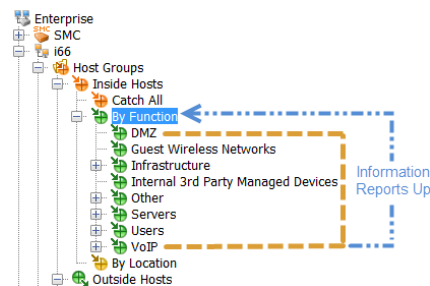 Enterprise
SMC SMC
i66
Host Groups
Inside Hosts
Catch All
By Function
DMZ
Guest Wireless Networks
Infrastructure
Internal 3rd Party Managed Devices
Other
Servers
Users
VoIP
By Location
Outside Hosts
Information
Reports Up